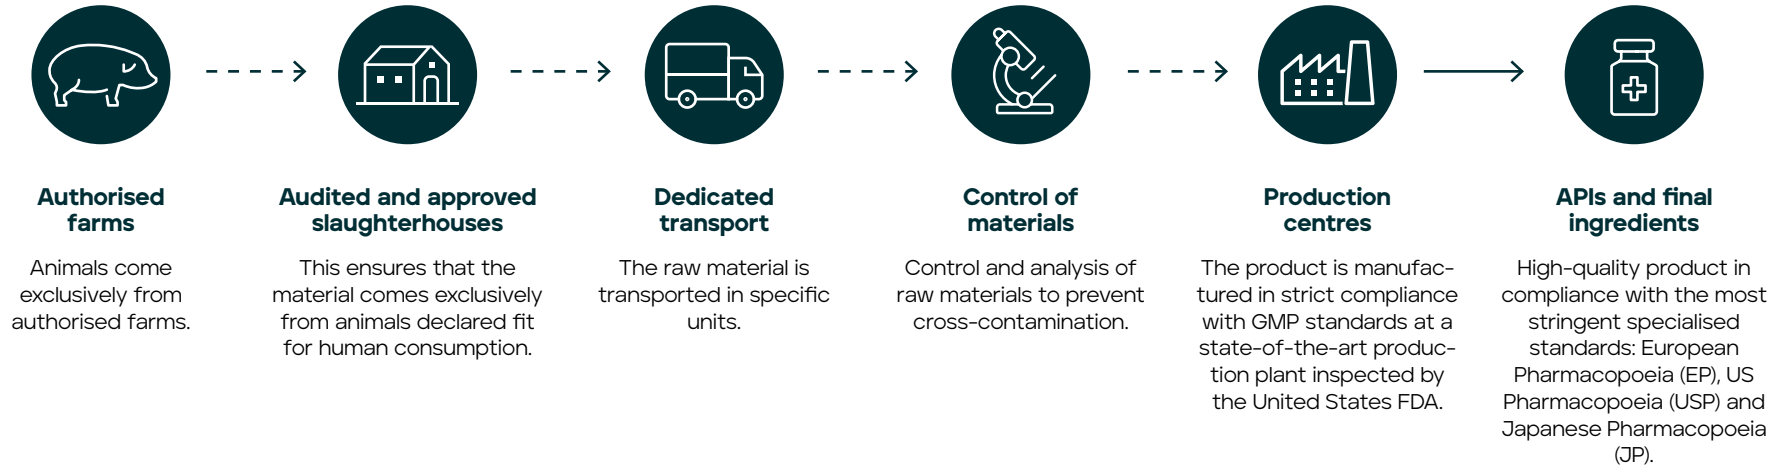 Authorised
farms
Animals come
exclusively from
authorised farms.
Audited and approved
slaughterhouses
This ensures that the
material comes exclusively
from animals declared fit
for human consumption.
Dedicated
transport
The raw material is
transported in specific
units.
Control of
materials
Control and analysis of
raw materials to prevent
cross-contamination.
Production
centres
The product is manufac-
tured in strict compliance
with GMP standards at a
state-of-the-art produc-
tion plant inspected by
the United States FDA.
APIs and final
ingredients
High-quality product in
compliance with the most
stringent specialised
standards: European
Pharmacopoeia (EP), US
Pharmacopoeia (USP) and
Japanese Pharmacopoeia
(JP).